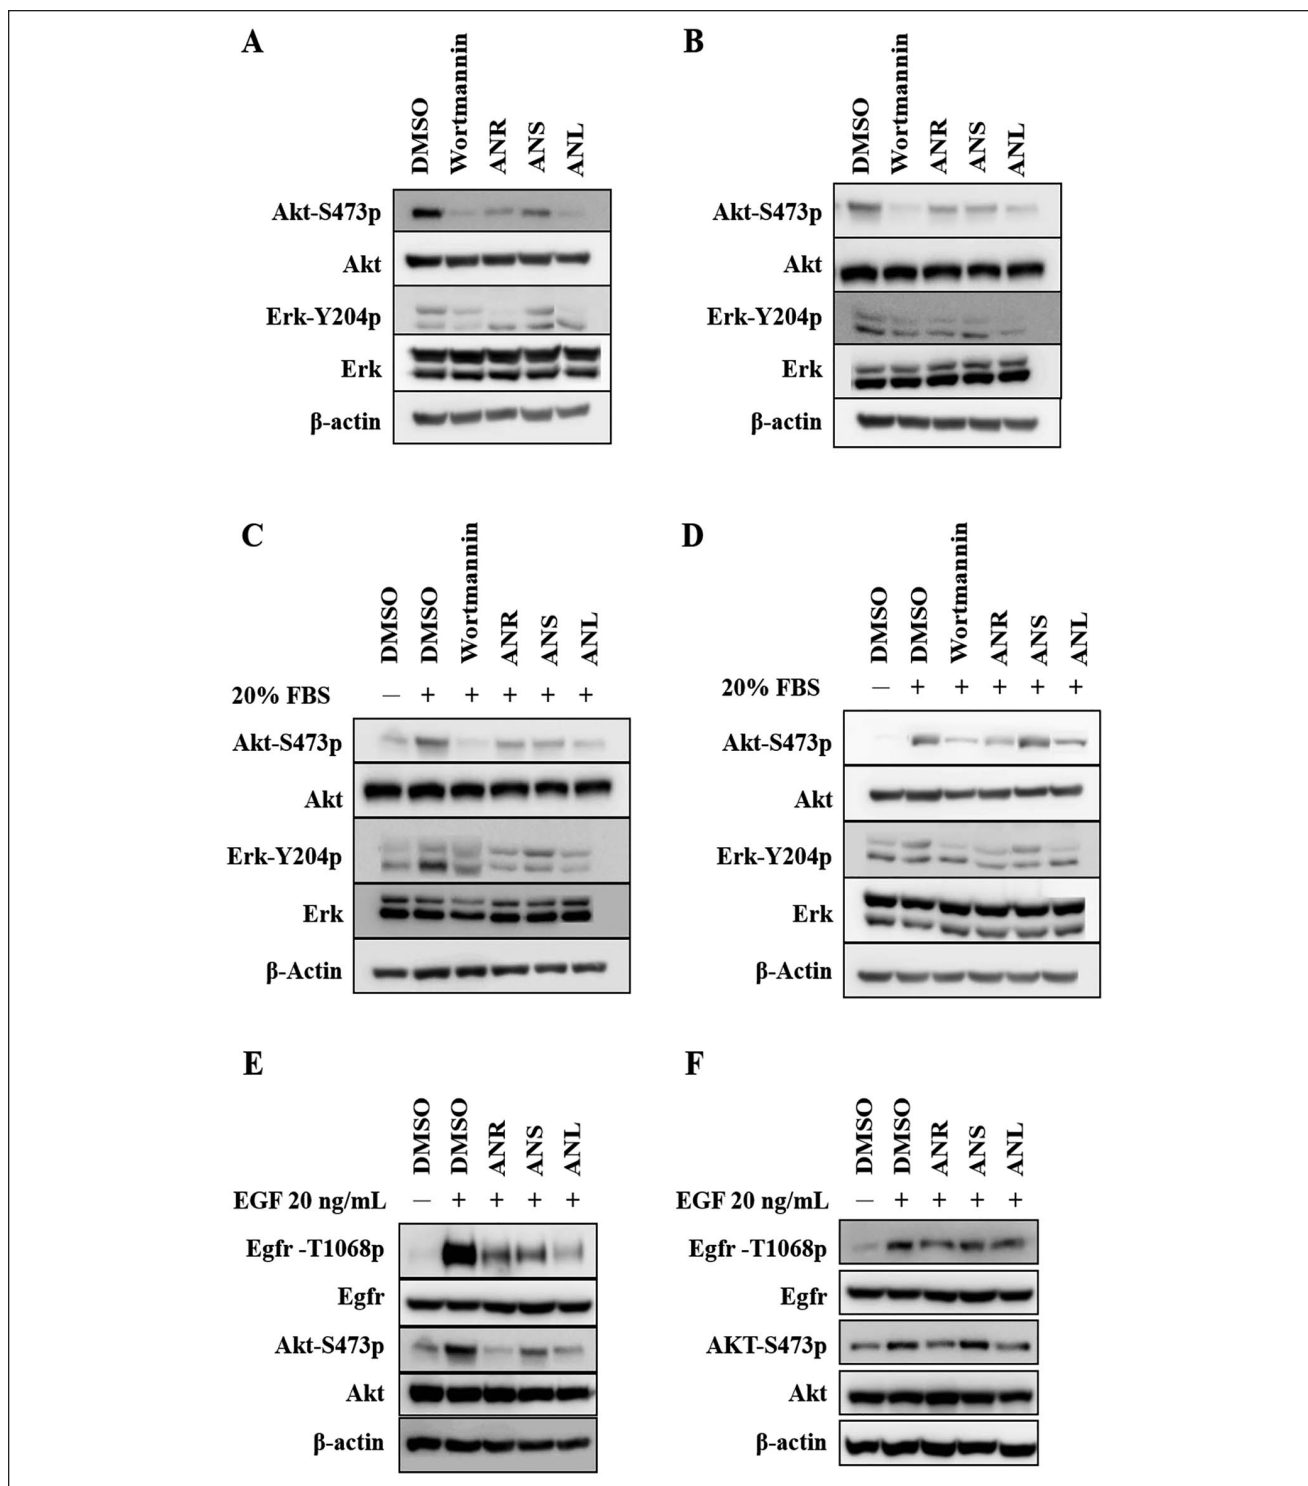 A
DMSO
Wortmannin
ANR
ANS
ANL
Akt-S473p
Akt
Erk-Y204p
Erk
β-actin
B
DMSO
Wortmannin
ANR
ANS
ANL
Akt-S473p
Akt
Erk-Y204p
Erk
β-actin
C
DMSO
DMSO
Wortmannin
ANR
ANS
ANL
20% FBS – + + + + +
Akt-S473p
Akt
Erk-Y204p
Erk
β-Actin
D
DMSO
DMSO
Wortmannin
ANR
ANS
ANL
20% FBS – + + + + +
Akt-S473p
Akt
Erk-Y204p
Erk
β-Actin
E
DMSO
DMSO
ANR
ANS
ANL
EGF 20 ng/mL – + + + +
Egfr -T1068p
Egfr
Akt-S473p
Akt
β-actin
F
DMSO
DMSO
ANR
ANS
ANL
EGF 20 ng/mL – + + + +
Egfr -T1068p
Egfr
AKT-S473p
Akt
β-actin